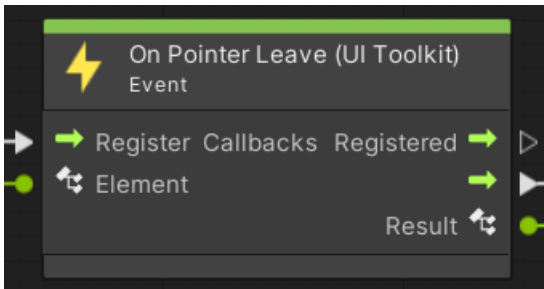 On Pointer Leave (UI Toolkit)
Event
Register Callbacks Registered
Element
Result